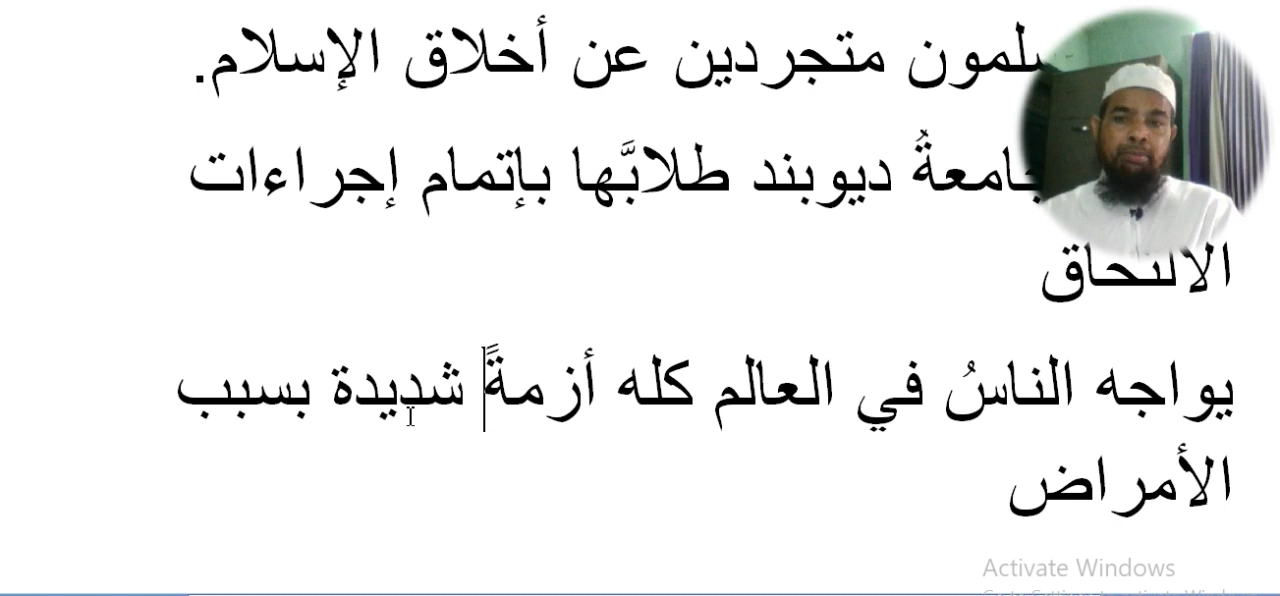 متجردين عن أخلاق الإسلام.
ديوبند طلابَّها بإتمام إجراءات
الالتحاق
يواجه الناسُ في العالم كله أزمةً شديدة بسبب
الأمراض
Activate Windows